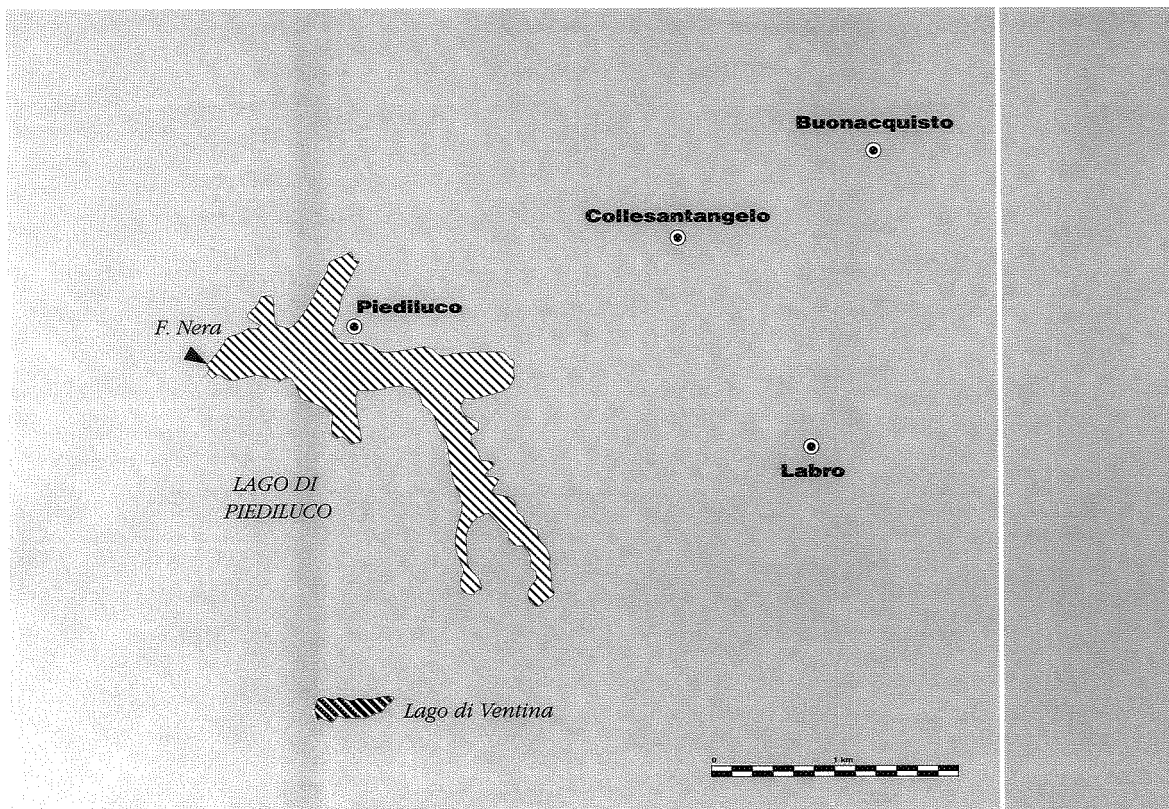 Buonacquisto
Collesantangelo
Piediluco
F. Nera
Labro
LAGO DI
PIEDILUCO
Lago di Ventina
0 1 km